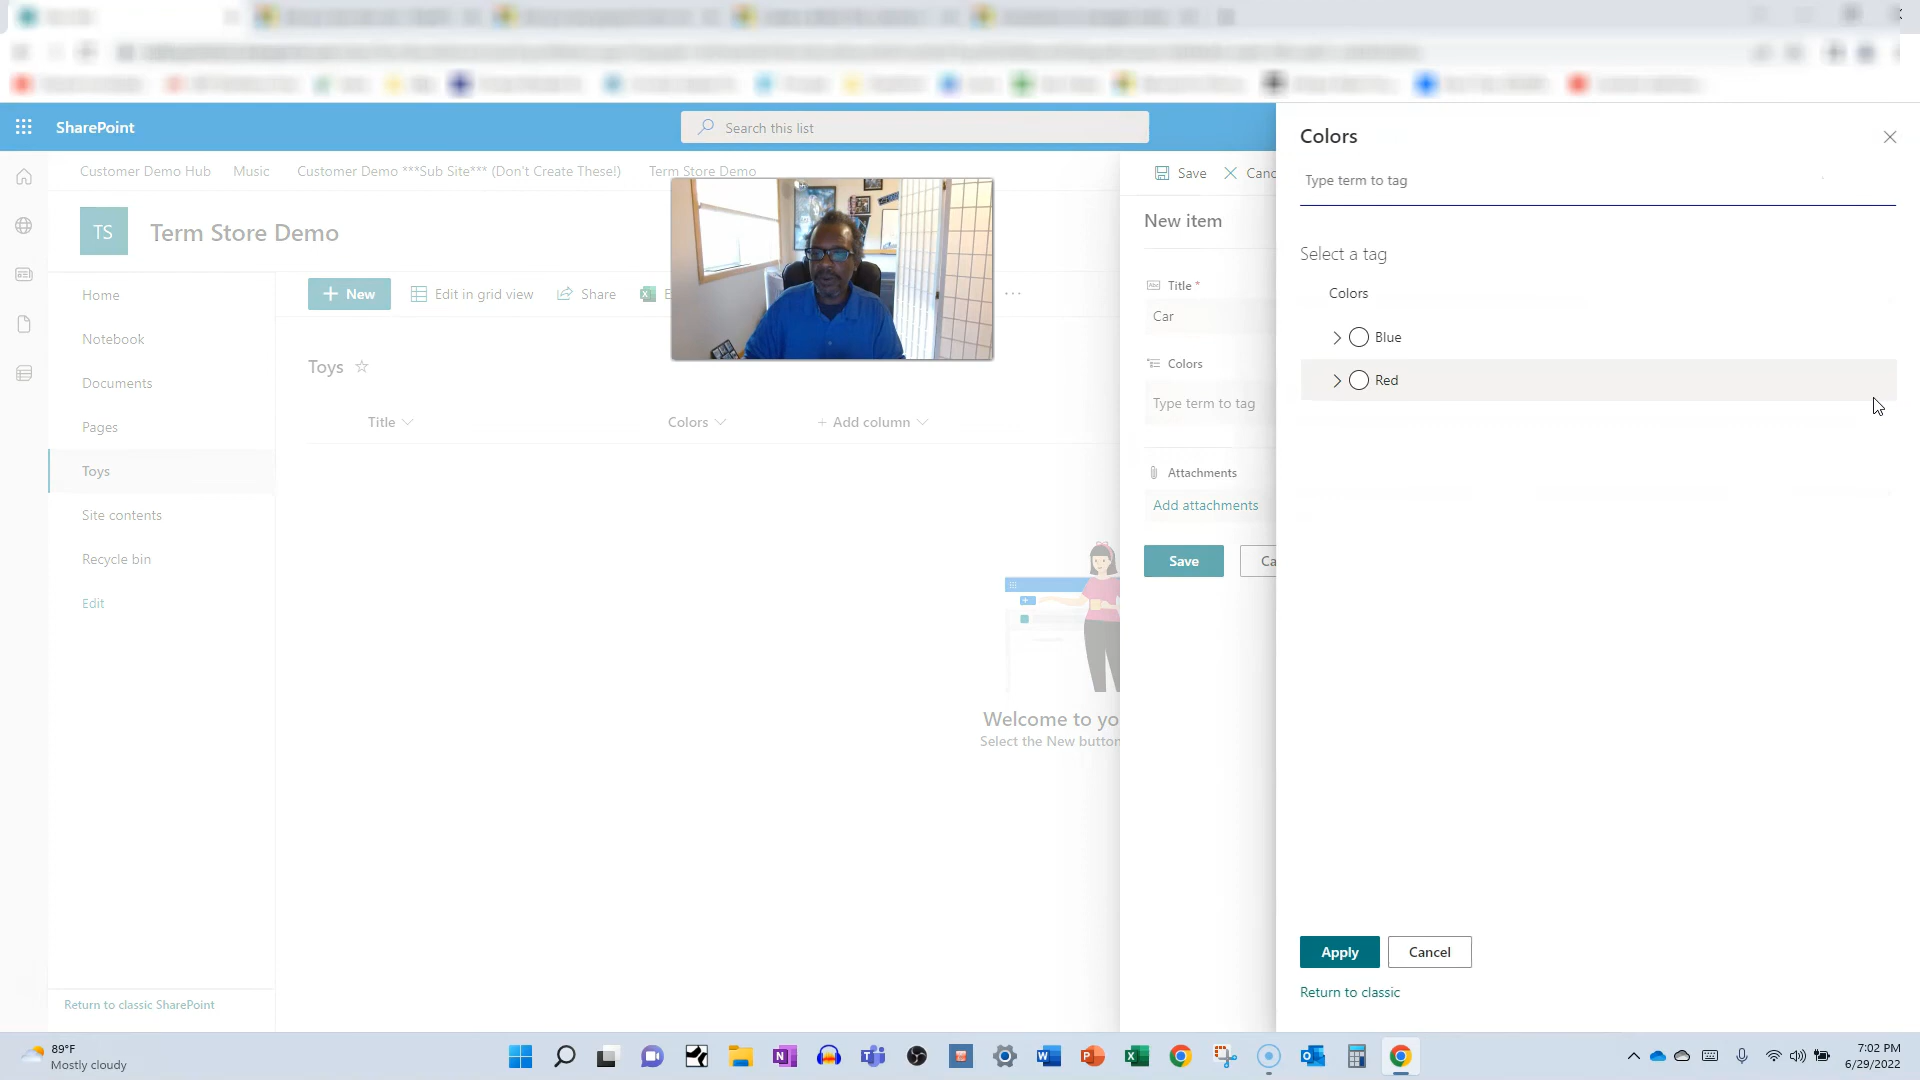 SharePoint
Search this list
Customer Demo Hub
Music
Customer Demo ***Sub Site*** (Don't Create These!)
Term Store Demo
TS
Term Store Demo
Home
Notebook
Documents
Pages
Toys
Site contents
Recycle bin
Edit
Return to classic SharePoint
New
Edit in grid view
Share
E
Toys
Title
Colors
Add column
Welcome to yo
Select the New button
Save
Canc
New item
Title *
Car
Colors
Type term to tag
Attachments
Add attachments
Save
Ca
Colors
Type term to tag
Select a tag
Colors
Blue
Red
Apply
Cancel
Return to classic
89°F
Mostly cloudy
7:02 PM
6/29/2022